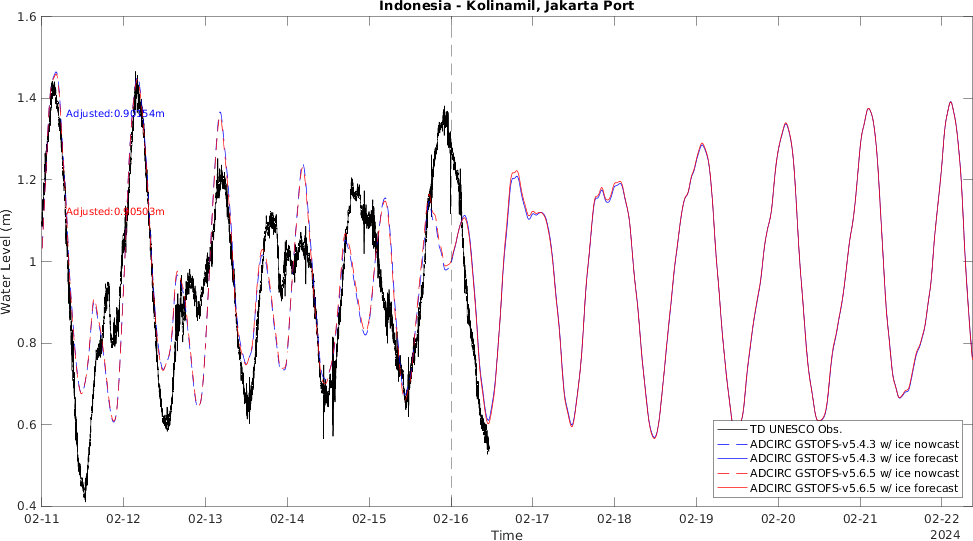 Indonesia - Kolinamil, Jakarta Port
Water Level (m)
1.6
1.4
1.2
1
0.8
0.6
0.4
Adjusted:0.90554m
Adjusted:0.90503m
TD UNESCO Obs.
ADCIRC GSTOFS-v5.4.3 w/ ice nowcast
ADCIRC GSTOFS-v5.4.3 w/ ice forecast
ADCIRC GSTOFS-v5.6.5 w/ ice nowcast
ADCIRC GSTOFS-v5.6.5 w/ ice forecast
02-11 02-12 02-13 02-14 02-15 02-16 02-17 02-18 02-19 02-20 02-21 02-22
2024
Time